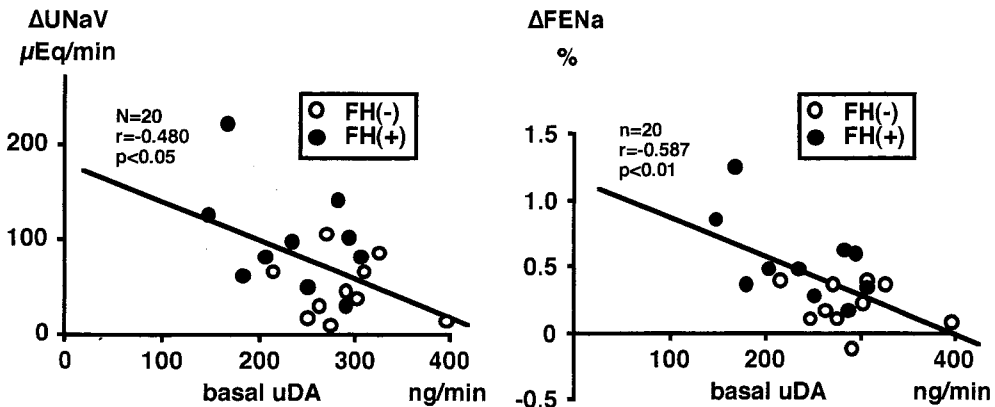 ΔUNaV
µEq/min
N=20
r=-0.480
p<0.05
FH(-)
FH(+)
200
100
0
0 100 200 300 400
basal uDA ng/min
ΔFENa
%
n=20
r=-0.587
p<0.01
FH(-)
FH(+)
1.5
1.0
0.5
0
-0.5
100 200 300 400
basal uDA ng/min